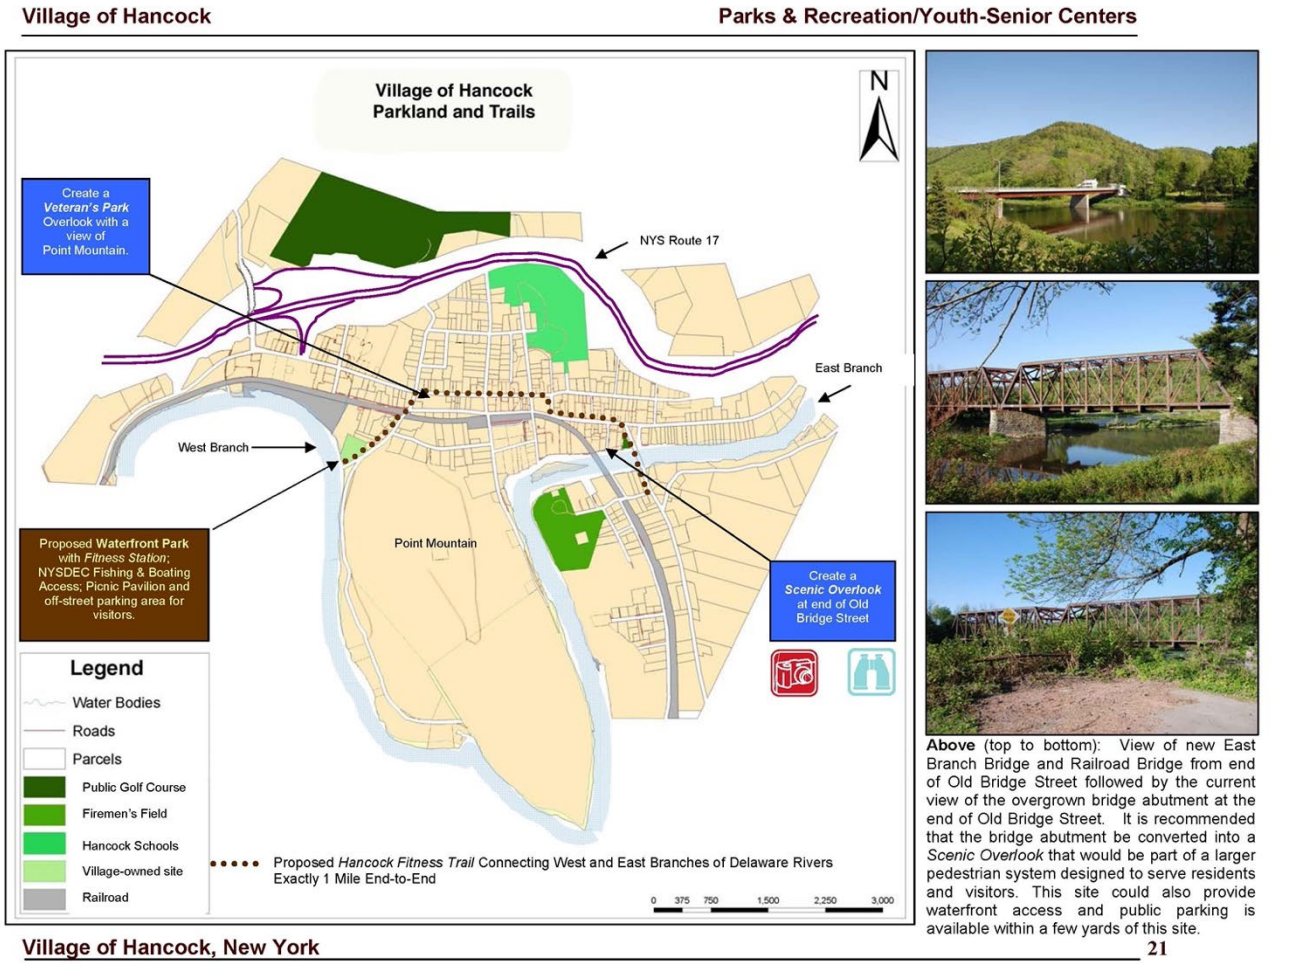 Village of Hancock
Parks & Recreation/Youth-Senior Centers
Village of Hancock
Parkland and Trails
N
Create a
Veteran's Park
Overlook with a
view of
Point Mountain.
NYS Route 17
East Branch
West Branch
Point Mountain
Proposed Waterfront Park
with Fitness Station;
NYSDEC Fishing & Boating
Access; Picnic Pavilion and
off-street parking area for
visitors.
Create a
Scenic Overlook
at end of Old
Bridge Street
Legend
Water Bodies
Roads
Parcels
Public Golf Course
Firemen's Field
Hancock Schools
Village-owned site
Railroad
Proposed Hancock Fitness Trail Connecting West and East Branches of Delaware Rivers
Exactly 1 Mile End-to-End
0 375 750 1,500 2,250 3,000
Above (top to bottom): View of new East
Branch Bridge and Railroad Bridge from end
of Old Bridge Street followed by the current
view of the overgrown bridge abutment at the
end of Old Bridge Street. It is recommended
that the bridge abutment be converted into a
Scenic Overlook that would be part of a larger
pedestrian system designed to serve residents
and visitors. This site could also provide
waterfront access and public parking is
available within a few yards of this site.
Village of Hancock, New York
21